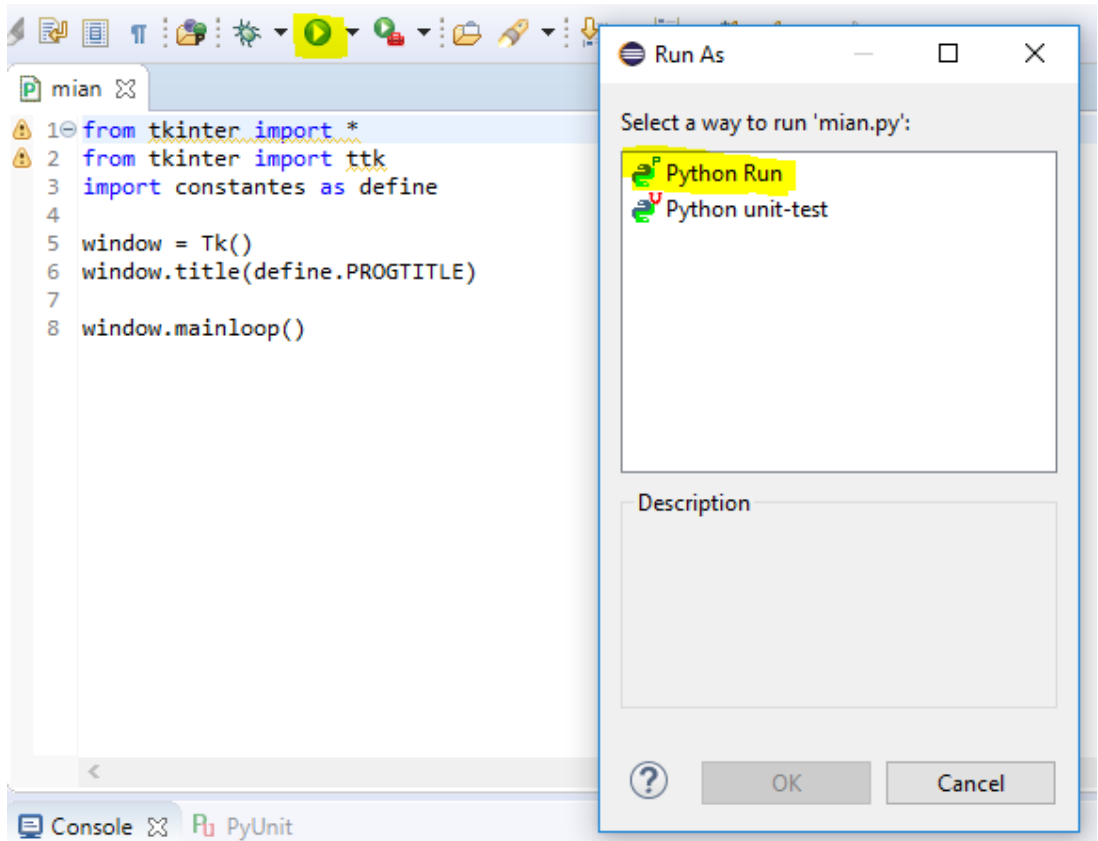 mian
1 from tkinter import *
2 from tkinter import ttk
3 import constantes as define
4
5 window = Tk()
6 window.title(define.PROGTITLE)
7
8 window.mainloop()
Console
PyUnit
Run As
Select a way to run 'mian.py':
Python Run
Python unit-test
Description
OK
Cancel